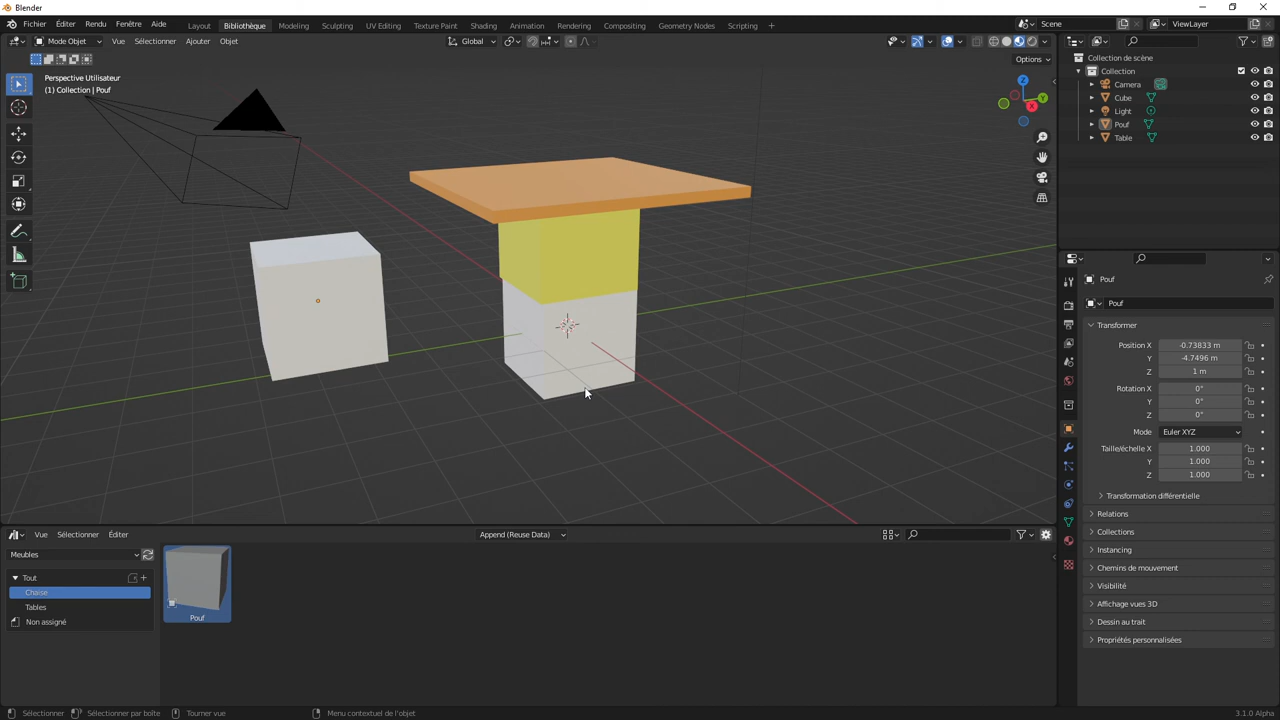 Blender
Fichier Éditer Rendu Fenêtre Aide Layout Bibliothèque Modeling Sculpting UV Editing Texture Paint Shading Animation Rendering Compositing Geometry Nodes Scripting + Scene ViewLayer
Mode Objet Vue Sélectionner Ajouter Objet Global
Options
Perspective Utilisateur
(1) Collection | Pouf
Z
Y
X
Collection de scène
Collection
Camera
Cube
Light
Pouf
Table
Pouf
Pouf
Transformer
Position X -0.73833 m
Y -4.7496 m
Z 1 m
Rotation X 0°
Y 0°
Z 0°
Mode Euler XYZ
Taille/échelle X 1.000
Y 1.000
Z 1.000
Transformation différentielle
Relations
Collections
Instancing
Chemins de mouvement
Visibilité
Affichage vues 3D
Dessin au trait
Propriétés personnalisées
Vue Sélectionner Éditer Append (Reuse Data)
Meubles
Tout
Chaise
Tables
Non assigné
Pouf
Sélectionner Sélectionner par boîte Tourner vue Menu contextuel de l'objet 3.1.0 Alpha